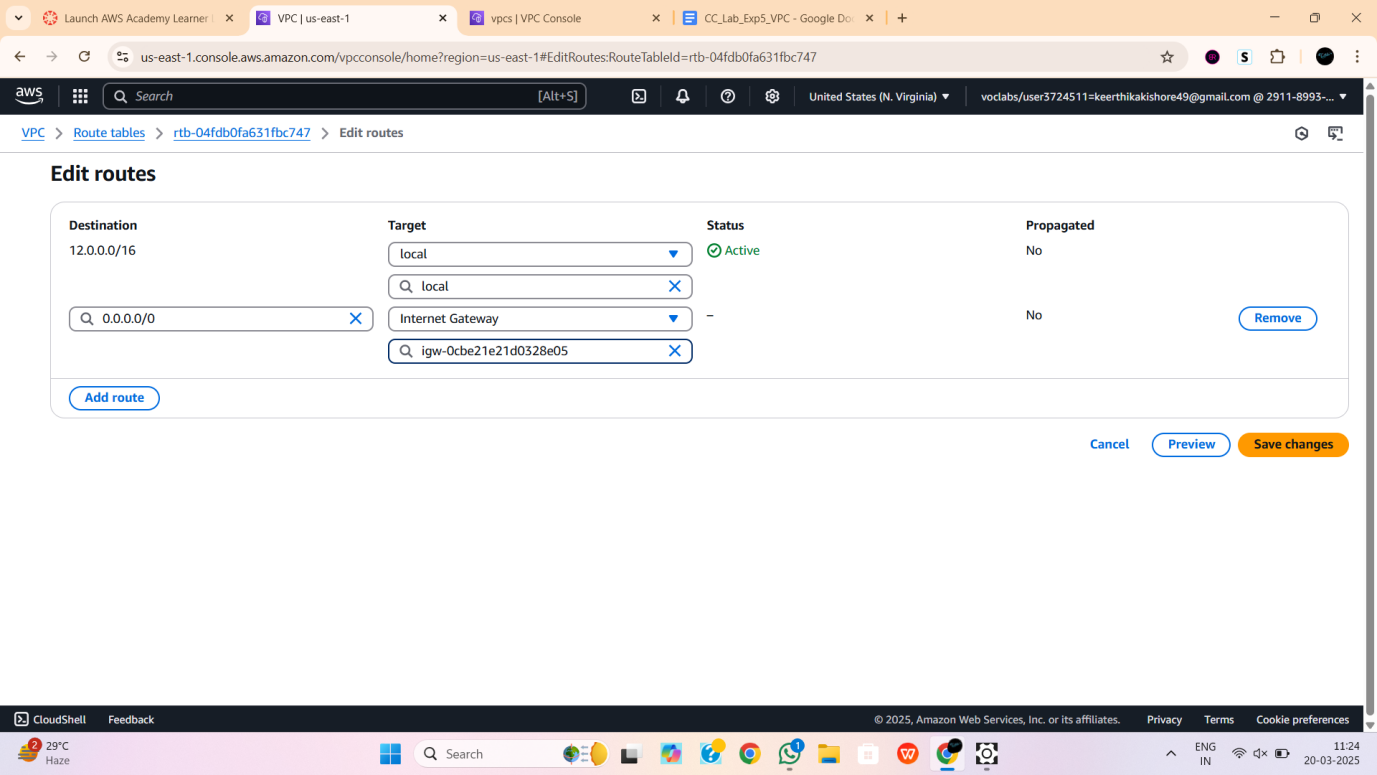 Launch AWS Academy Learner
VPC | us-east-1
vpcs | VPC Console
CC_Lab_Exp5_VPC - Google Do
us-east-1.console.aws.amazon.com/vpcconsole/home?region=us-east-1#EditRoutes:RouteTableId=rtb-04fdb0fa631fbc747
S
aws
Search [Alt+S]
United States (N. Virginia)
voclabs/user3724511=keerthikakishore49@gmail.com @ 2911-8993-...
VPC > Route tables > rtb-04fdb0fa631fbc747 > Edit routes
Edit routes
Destination Target Status Propagated
12.0.0.0/16 local Active No
local
0.0.0.0/0 Internet Gateway – No Remove
igw-0cbe21e21d0328e05
Add route
Cancel Preview Save changes
CloudShell Feedback © 2025, Amazon Web Services, Inc. or its affiliates. Privacy Terms Cookie preferences
2
29°C
Haze
Search
1
W
ENG
IN
11:24
20-03-2025